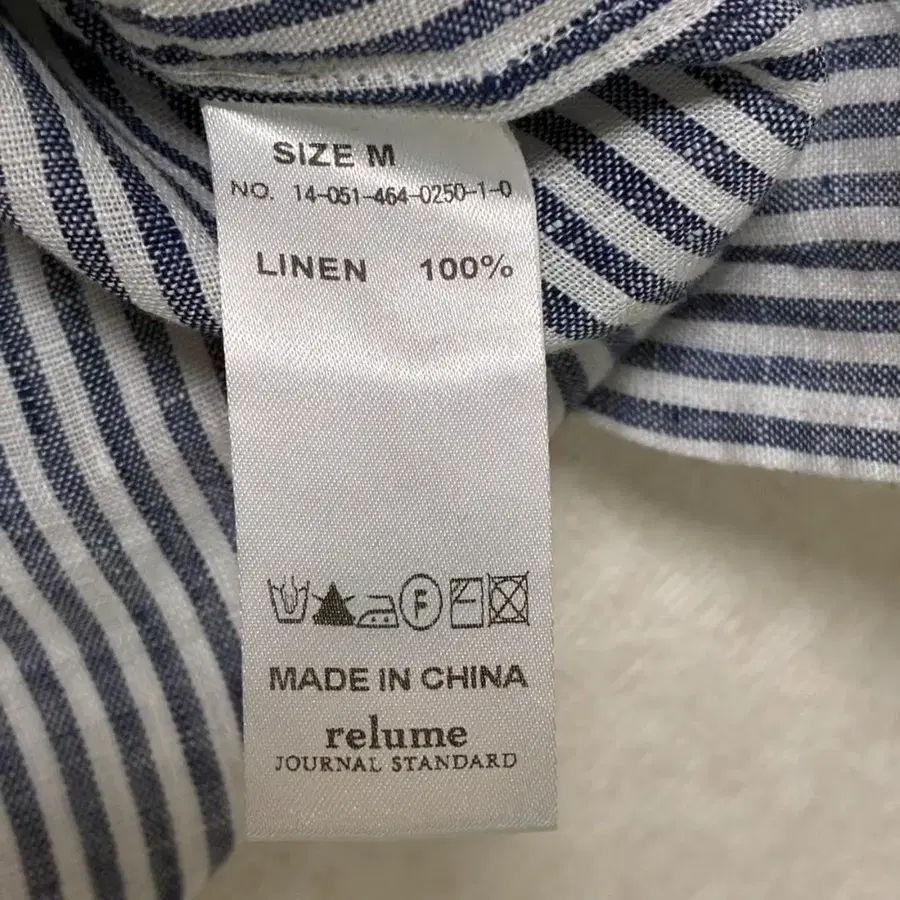 SIZE M
NO. 14-051-464-0250-1-0
LINEN 100%
F
MADE IN CHINA
relume
JOURNAL STANDARD